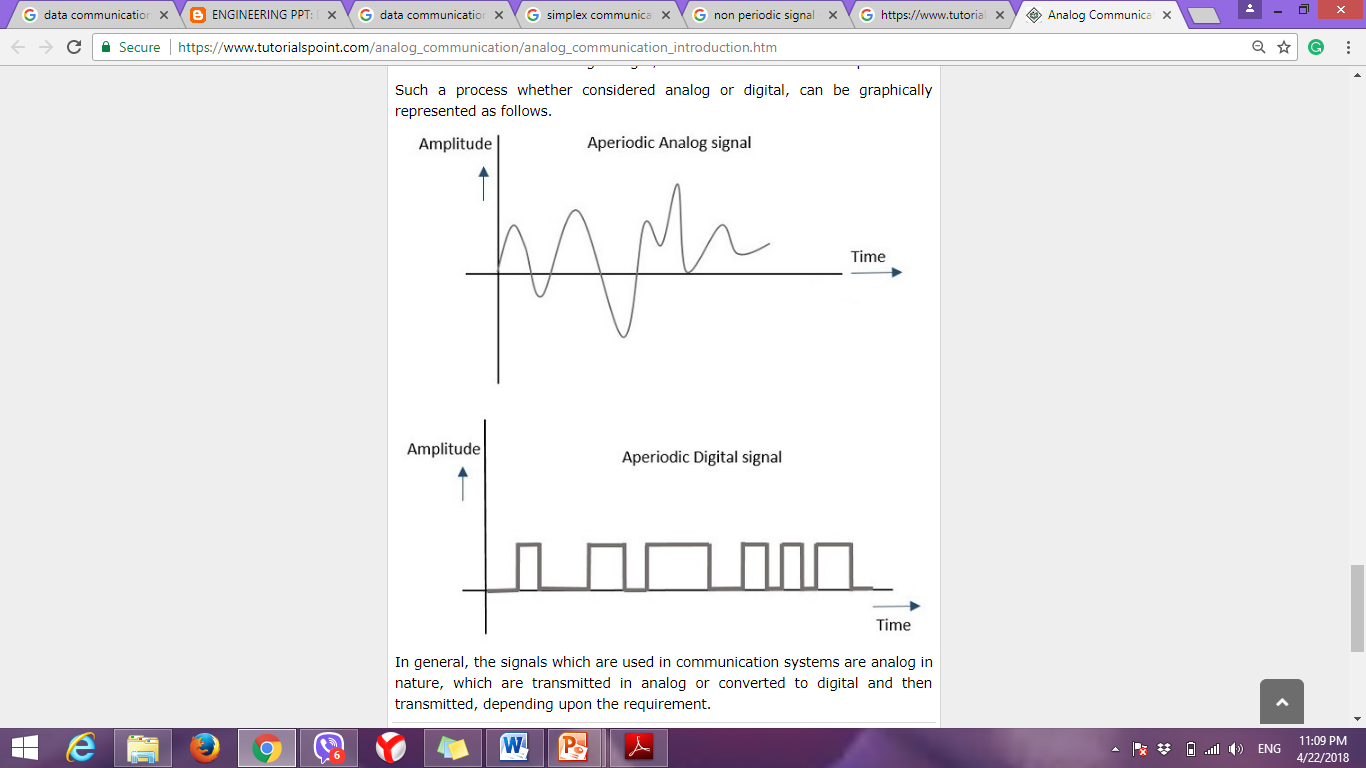 data communication
ENGINEERING PPT:
data communication
simplex communica
non periodic signal
https://www.tutorial
Analog Communica
Secure
https://www.tutorialspoint.com/analog_communication/analog_communication_introduction.htm
Such a process whether considered analog or digital, can be graphically
represented as follows.
Amplitude
Aperiodic Analog signal
Time
Amplitude
Aperiodic Digital signal
Time
In general, the signals which are used in communication systems are analog in
nature, which are transmitted in analog or converted to digital and then
transmitted, depending upon the requirement.
6
ENG
11:09 PM
4/22/2018